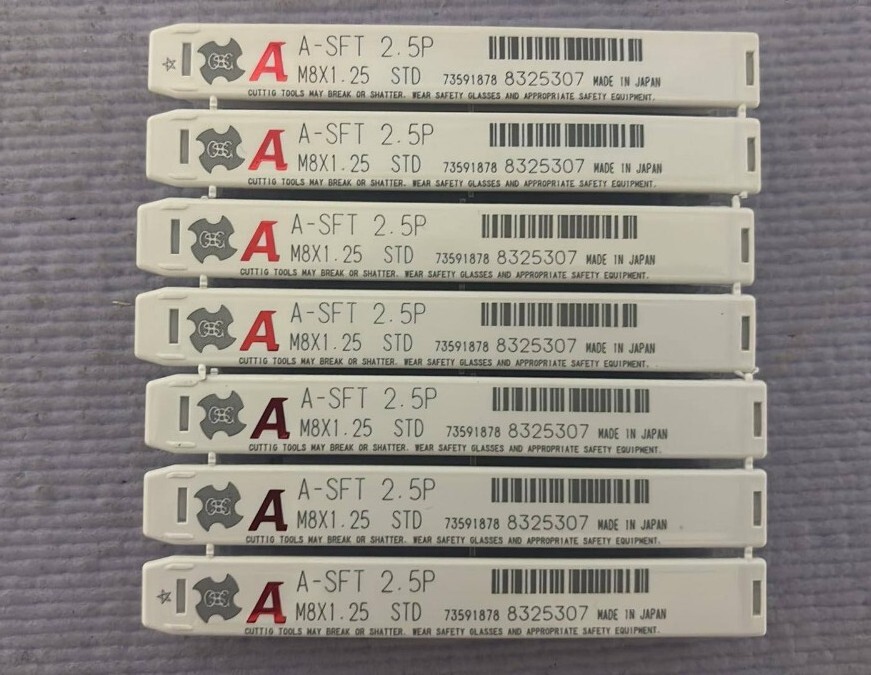 A A-SFT 2.5P
M8X1.25 STD 73591878 8325307 MADE IN JAPAN
CUTTIG TOOLS MAY BREAK OR SHATTER. WEAR SAFETY GLASSES AND APPROPRIATE SAFETY EQUIPMENT.
A A-SFT 2.5P
M8X1.25 STD 73591878 8325307 MADE IN JAPAN
CUTTIG TOOLS MAY BREAK OR SHATTER. WEAR SAFETY GLASSES AND APPROPRIATE SAFETY EQUIPMENT.
A A-SFT 2.5P
M8X1.25 STD 73591878 8325307 MADE IN JAPAN
CUTTIG TOOLS MAY BREAK OR SHATTER. WEAR SAFETY GLASSES AND APPROPRIATE SAFETY EQUIPMENT.
A A-SFT 2.5P
M8X1.25 STD 73591878 8325307 MADE IN JAPAN
CUTTIG TOOLS MAY BREAK OR SHATTER. WEAR SAFETY GLASSES AND APPROPRIATE SAFETY EQUIPMENT.
A A-SFT 2.5P
M8X1.25 STD 73591878 8325307 MADE IN JAPAN
CUTTIG TOOLS MAY BREAK OR SHATTER. WEAR SAFETY GLASSES AND APPROPRIATE SAFETY EQUIPMENT.
A A-SFT 2.5P
M8X1.25 STD 73591878 8325307 MADE IN JAPAN
CUTTIG TOOLS MAY BREAK OR SHATTER. WEAR SAFETY GLASSES AND APPROPRIATE SAFETY EQUIPMENT.
A A-SFT 2.5P
M8X1.25 STD 73591878 8325307 MADE IN JAPAN
CUTTIG TOOLS MAY BREAK OR SHATTER. WEAR SAFETY GLASSES AND APPROPRIATE SAFETY EQUIPMENT.